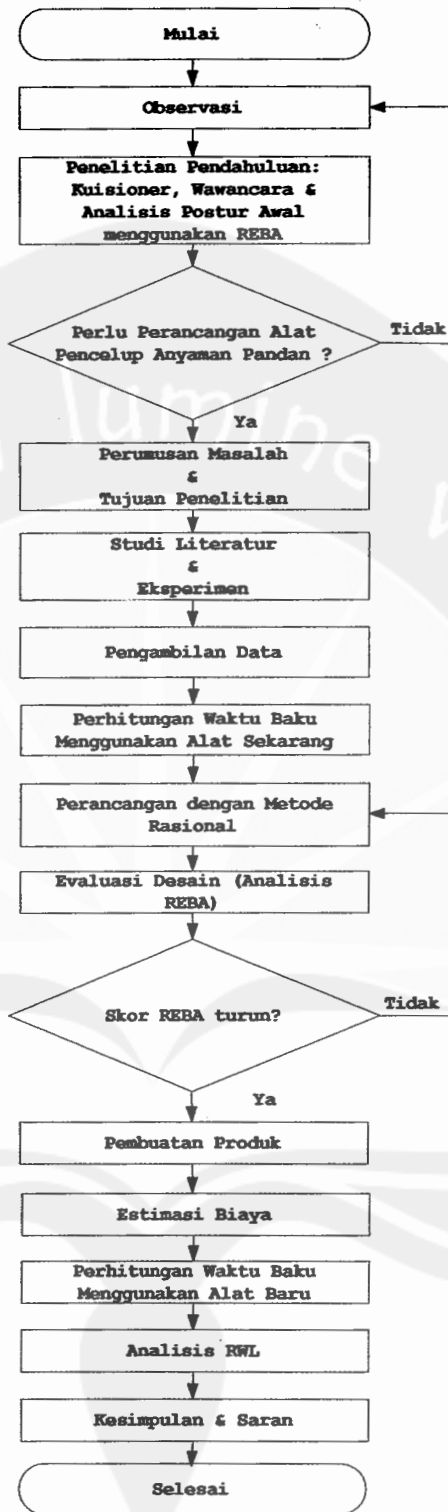 Mulai
Observasi
Penelitian Pendahuluan:
Kuisioner, Wawancara &
Analisis Postur Awal
menggunakan REBA
Perlu Perancangan Alat
Pencelup Anyaman Pandan ?
Tidak
Ya
Perumusan Masalah
&
Tujuan Penelitian
Studi Literatur
&
Eksperimen
Pengambilan Data
Perhitungan Waktu Baku
Menggunakan Alat Sekarang
Perancangan dengan Metode
Rasional
Evaluasi Desain (Analisis
REBA)
Skor REBA turun?
Tidak
Ya
Pembuatan Produk
Estimasi Biaya
Perhitungan Waktu Baku
Menggunakan Alat Baru
Analisis RWL
Kesimpulan & Saran
Selesai